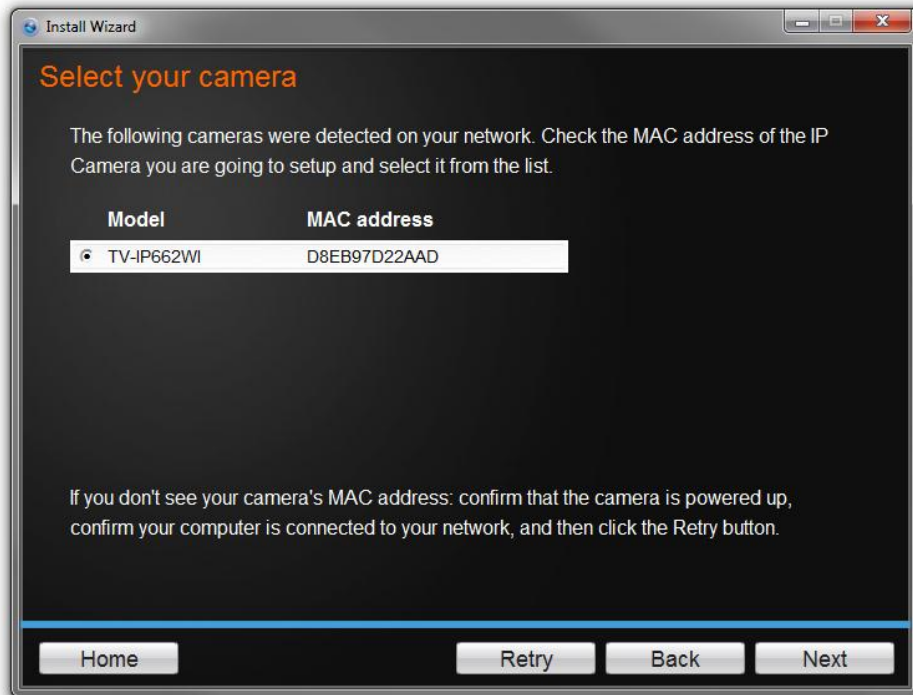 Install Wizard
Select your camera
The following cameras were detected on your network. Check the MAC address of the IP
Camera you are going to setup and select it from the list.
Model MAC address
TV-IP662WI D8EB97D22AAD
If you don't see your camera's MAC address: confirm that the camera is powered up,
confirm your computer is connected to your network, and then click the Retry button.
Home Retry Back Next